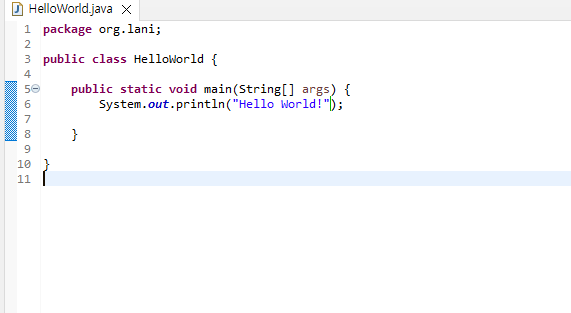 HelloWorld.java
1 package org.lani;
2
3 public class HelloWorld {
4
5 public static void main(String[] args) {
6 System.out.println("Hello World!");
7
8 }
9
10 }
11